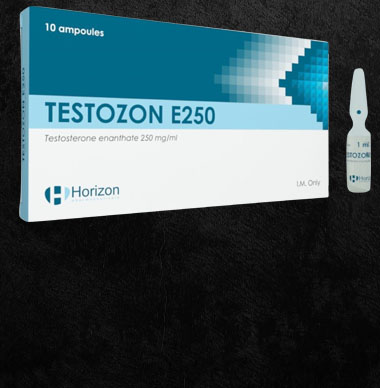 10 ampoules
TESTOZON E250
Testosterone enanthate 250 mg/ml
Horizon
I.M. Only
1 ml
TESTOZON
Horizon